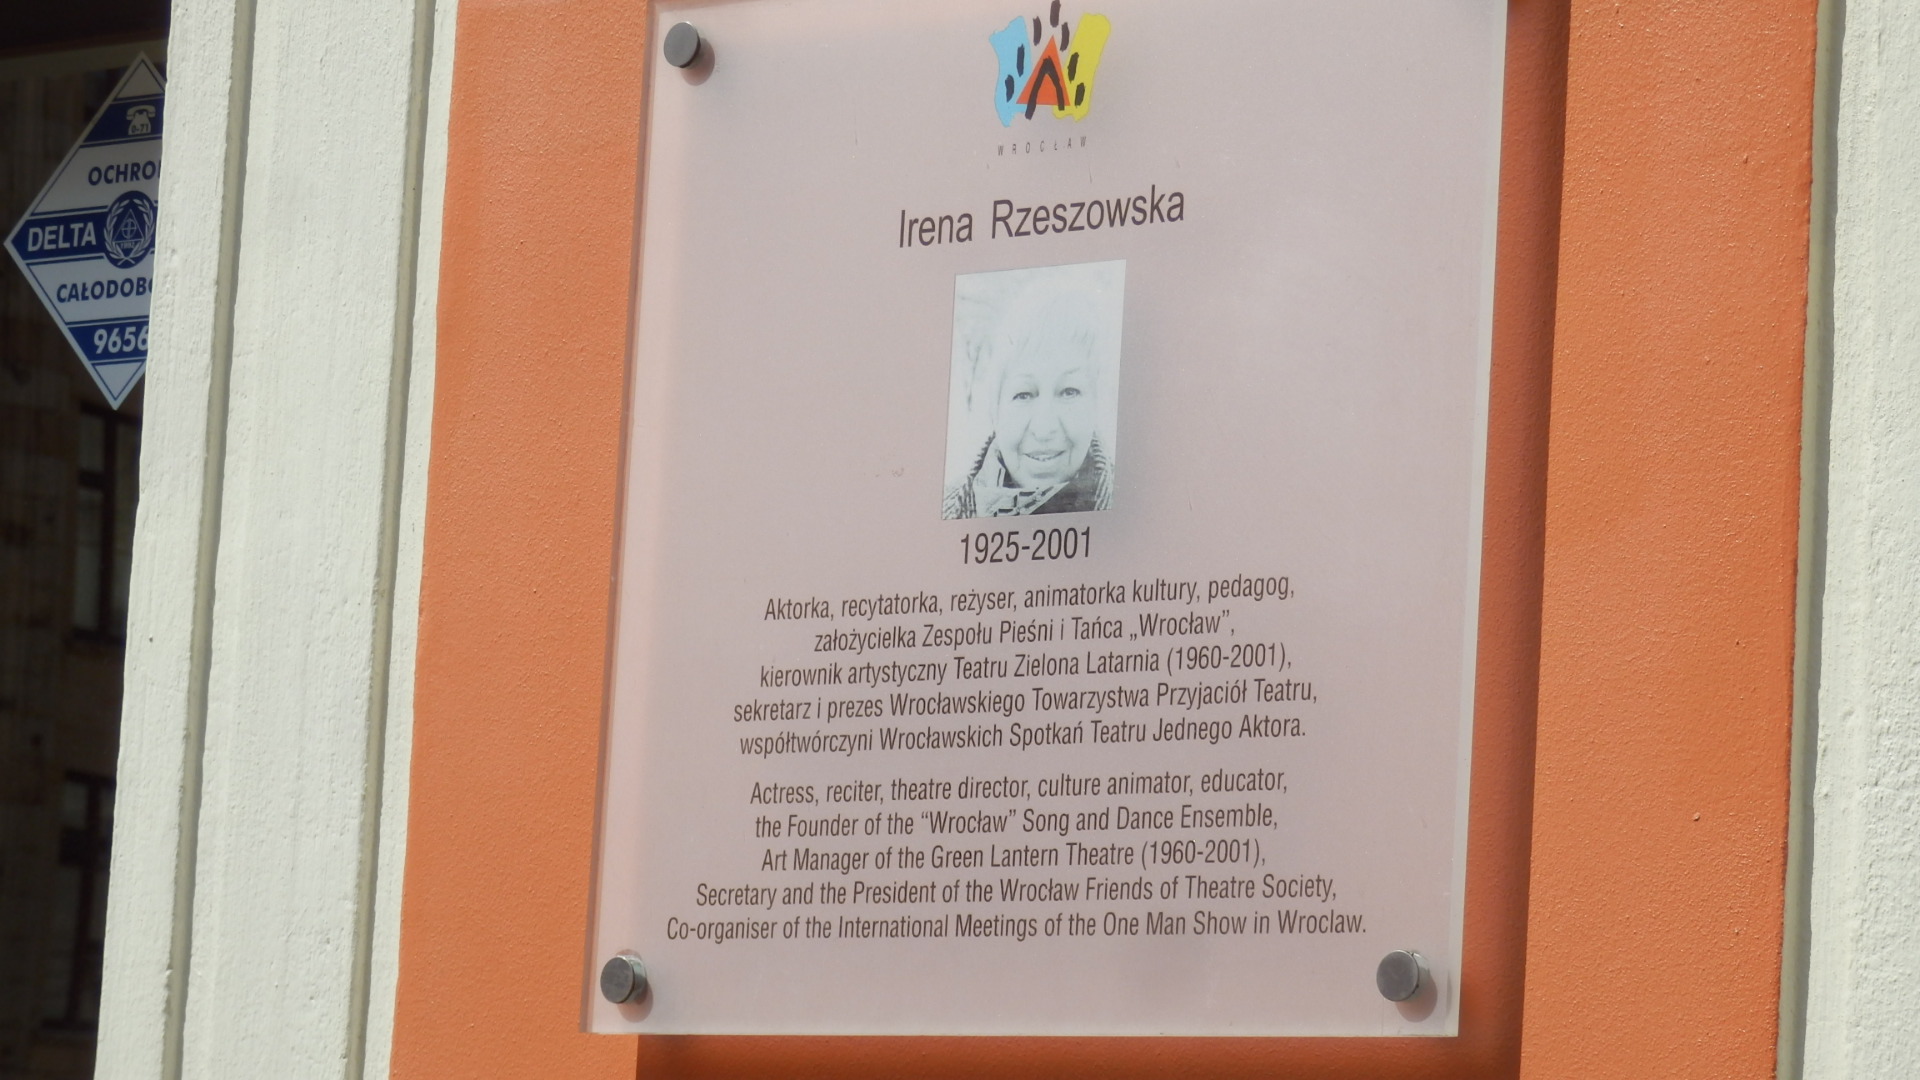 0-71
DELTA
9656
WROCŁAW
Irena Rzeszowska
1925-2001
Aktorka, recytatorka, reżyser, animatorka kultury, pedagog,
założycielka Zespołu Pieśni i Tańca „Wrocław”,
kierownik artystyczny Teatru Zielona Latarnia (1960-2001),
sekretarz i prezes Wrocławskiego Towarzystwa Przyjaciół Teatru,
współtwórczyni Wrocławskich Spotkań Teatru Jednego Aktora.
Actress, reciter, theatre director, culture animator, educator,
the Founder of the “Wrocław” Song and Dance Ensemble,
Art Manager of the Green Lantern Theatre (1960-2001),
Secretary and the President of the Wrocław Friends of Theatre Society,
Co-organiser of the International Meetings of the One Man Show in Wroclaw.